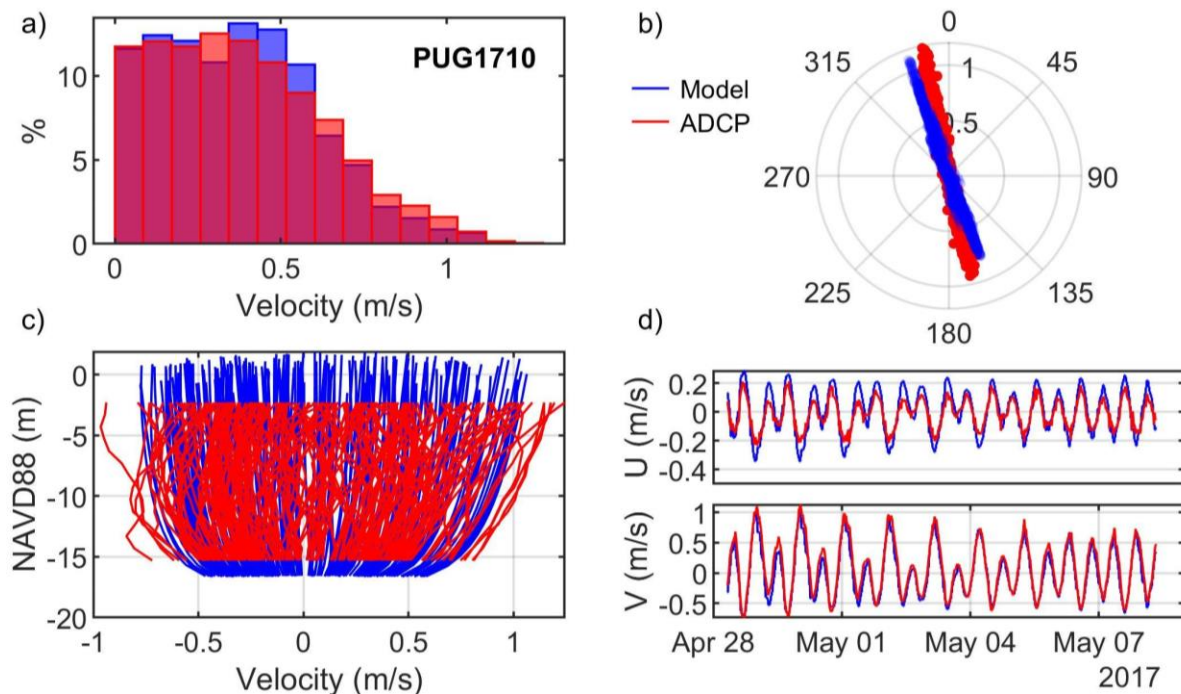 a)
PUG1710
10
5
0
%
0
0.5
1
Velocity (m/s)
b)
Model
ADCP
0
45
90
135
180
225
270
315
1
0.5
c)
0
-5
-10
-15
-20
NAVD88 (m)
-1
-0.5
0
0.5
1
Velocity (m/s)
d)
0.2
0
-0.2
-0.4
U (m/s)
1
0.5
0
-0.5
V (m/s)
Apr 28
May 01
May 04
May 07
2017